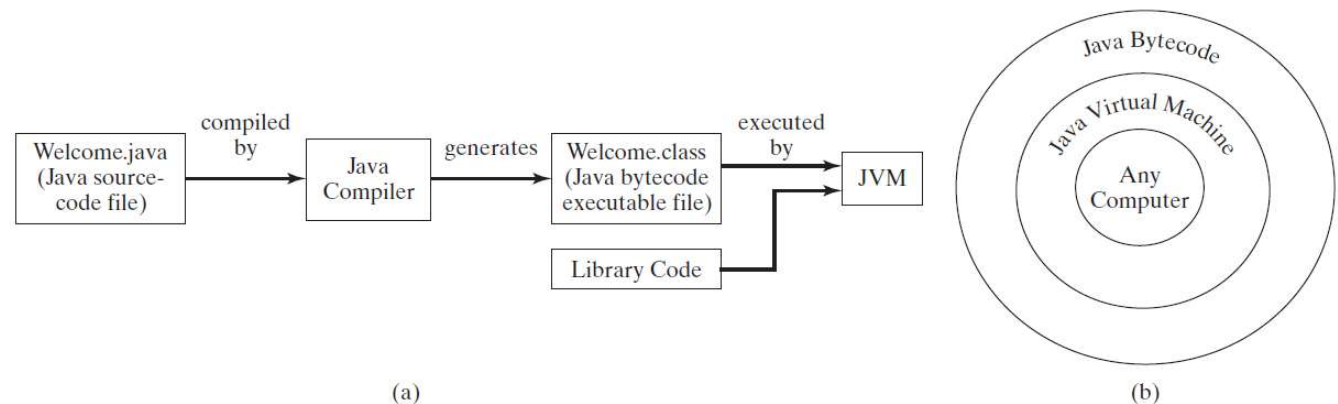 Welcome.java
(Java source-
code file)
compiled
by
Java
Compiler
generates
Welcome.class
(Java bytecode
executable file)
executed
by
JVM
Library Code
(a)
Java Bytecode
Java Virtual Machine
Any
Computer
(b)